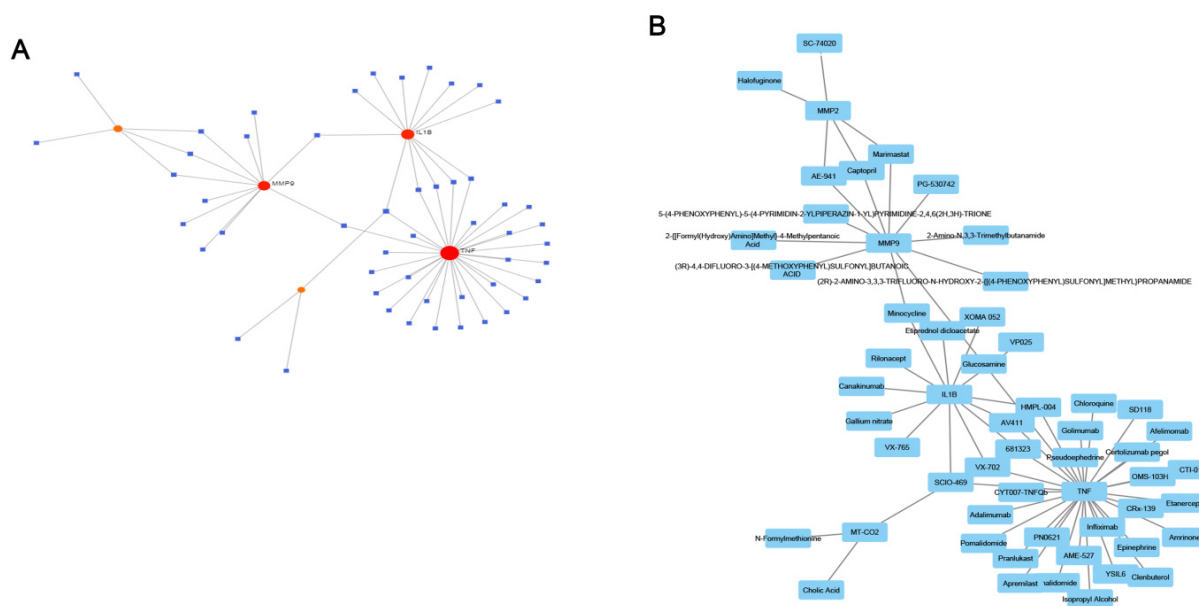 A
IL1B
MMP9
TNF
B
SC-74020
Halofuginone
MMP2
Marimastat
AE-941
Captopril
PG-530742
5-(4-PHENOXYPHENYL)-5-(4-PYRIMIDIN-2-YLPIPERAZIN-1-YL)PYRIMIDINE-2,4,6(2H,3H)-TRIONE
2-{[Formyl(Hydroxy)Amino]Methyl}-4-Methylpentanoic
Acid
MMP9
2-Amino-N,3,3-Trimethylbutanamide
(3R)-4,4-DIFLUORO-3-[(4-METHOXYPHENYL)SULFONYL]BUTANOIC
ACID
(2R)-2-AMINO-3,3,3-TRIFLUORO-N-HYDROXY-2-{[(4-PHENOXYPHENYL)SULFONYL]METHYL}PROPANAMIDE
Minocycline
XOMA 052
Etiprednol dicloacetate
VP025
Rilonacept
Glucosamine
Canakinumab
IL1B
HMPL-004
Chloroquine
SD118
Gallium nitrate
AV411
Golimumab
Afelimomab
VX-765
681323
Pseudoephedrine
Certolizumab pegol
VX-702
CTI-01
SCIO-469
OMS-103H
CYT007-TNFQb
TNF
Etanercept
Adalimumab
CRx-139
MT-CO2
Infliximab
N-Formylmethionine
Pomalidomide
PN0621
Amrinone
Epinephrine
Pranlukast
AME-527
YSIL6
Clenbuterol
Cholic Acid
Apremilast
alidomide
Isopropyl Alcohol